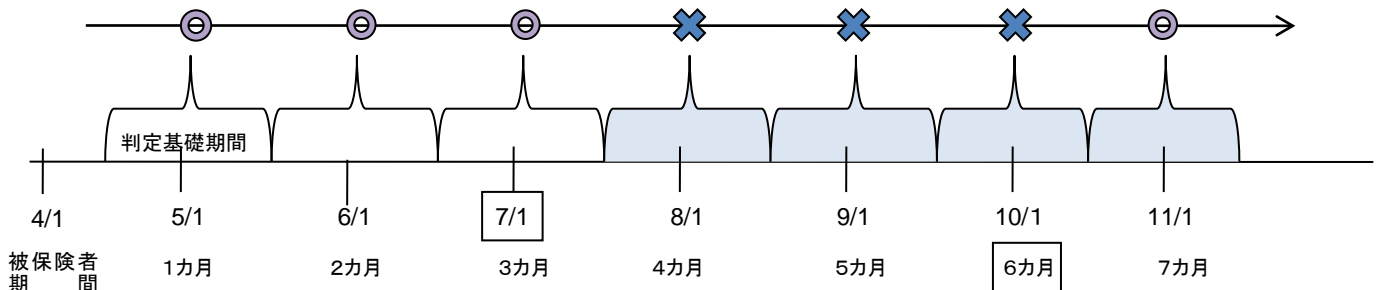 判定基礎期間
4/1 5/1 6/1 7/1 8/1 9/1 10/1 11/1
被保険者
期　間
1カ月 2カ月 3カ月 4カ月 5カ月 6カ月 7カ月